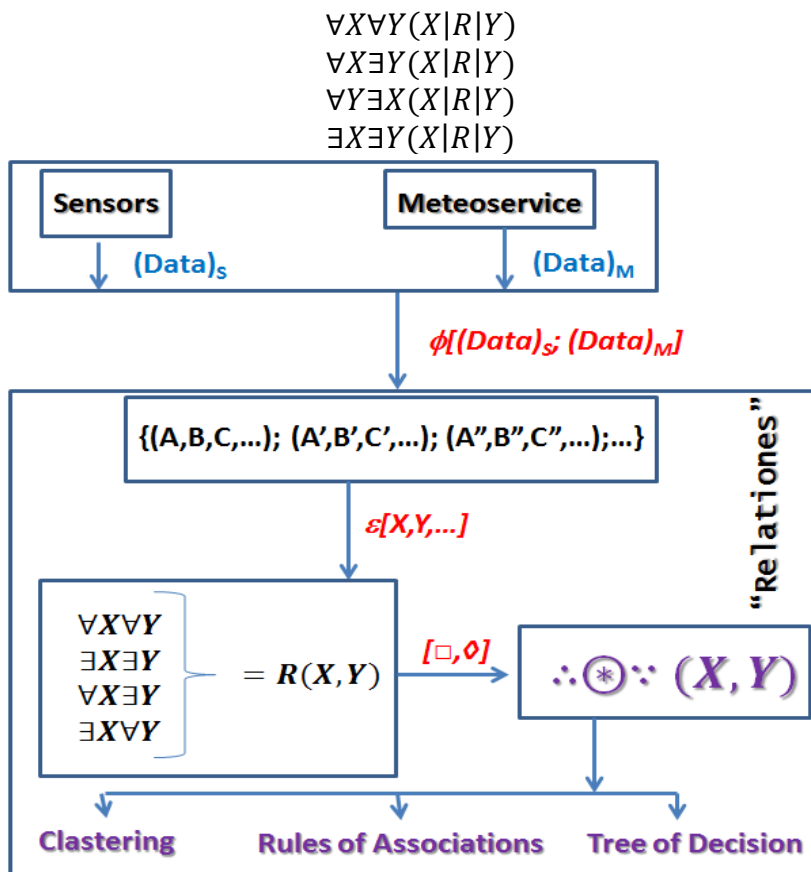 ∀X∀Y(X|R|Y)
∀X∃Y(X|R|Y)
∀Y∃X(X|R|Y)
∃X∃Y(X|R|Y)
Sensors
Meteoservice
(Data)S
(Data)M
ϕ[(Data)S; (Data)M]
{(A,B,C,...); (A',B',C',...); (A”,B”,C”,...);...}
“Relationes”
ε[X,Y,...]
∀X∀Y
∃X∃Y
∀X∃Y
∃X∀Y
= R(X,Y)
[□,◊]
∴⊛∵ (X,Y)
Clastering
Rules of Associations
Tree of Decision